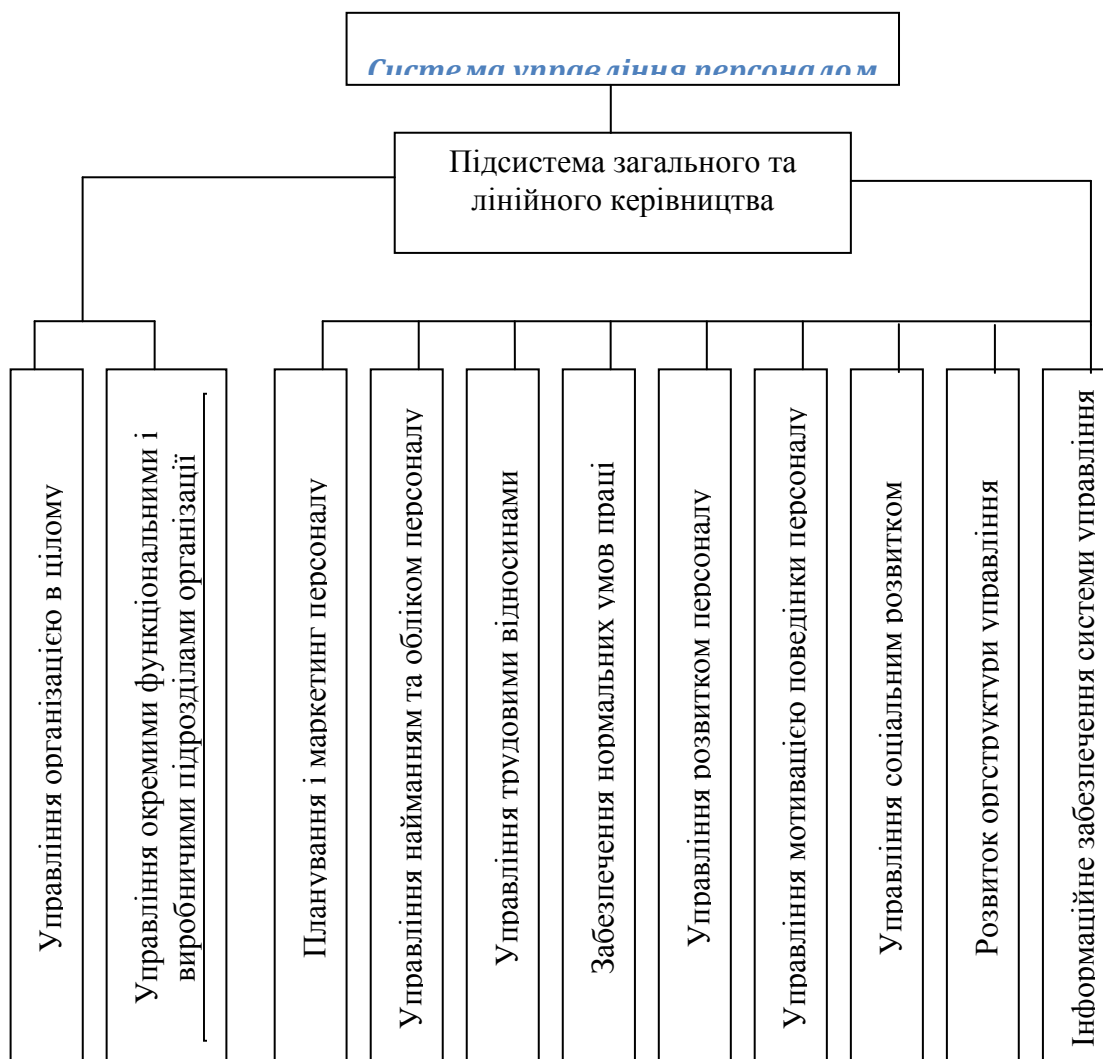 Система управління персоналом
Підсистема загального та
лінійного керівництва
Управління організацією в цілому
Управління окремими функціональними і
виробничими підрозділами організації
Планування і маркетинг персоналу
Управління найманням та обліком персоналу
Управління трудовими відносинами
Забезпечення нормальних умов праці
Управління розвитком персоналу
Управління мотивацією поведінки персоналу
Управління соціальним розвитком
Розвиток оргструктури управління
Інформаційне забезпечення системи управління